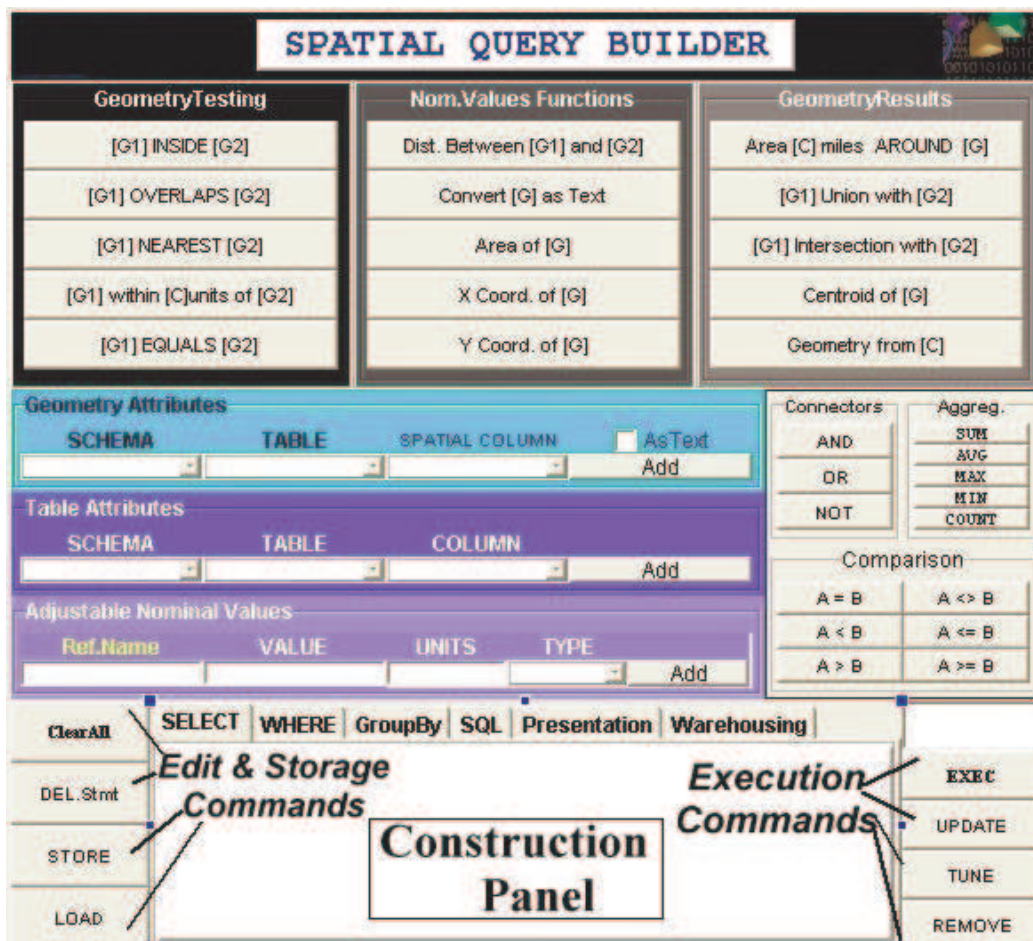 SPATIAL QUERY BUILDER
GeometryTesting
[G1] INSIDE [G2]
[G1] OVERLAPS [G2]
[G1] NEAREST [G2]
[G1] within [C]units of [G2]
[G1] EQUALS [G2]
Nom.Values Functions
Dist. Between [G1] and [G2]
Convert [G] as Text
Area of [G]
X Coord. of [G]
Y Coord. of [G]
GeometryResults
Area [C] miles AROUND [G]
[G1] Union with [G2]
[G1] Intersection with [G2]
Centroid of [G]
Geometry from [C]
Geometry Attributes
SCHEMA TABLE SPATIAL COLUMN AsText
Add
Table Attributes
SCHEMA TABLE COLUMN
Add
Adjustable Nominal Values
Ref.Name VALUE UNITS TYPE
Add
Connectors
AND
OR
NOT
Aggreg.
SUM
AVG
MAX
MIN
COUNT
Comparison
A = B A <> B
A < B A <= B
A > B A >= B
ClearAll
DEL.Stmt
STORE
LOAD
SELECT WHERE GroupBy SQL Presentation Warehousing
Edit & Storage
Commands
Execution
Commands
Construction
Panel
EXEC
UPDATE
TUNE
REMOVE